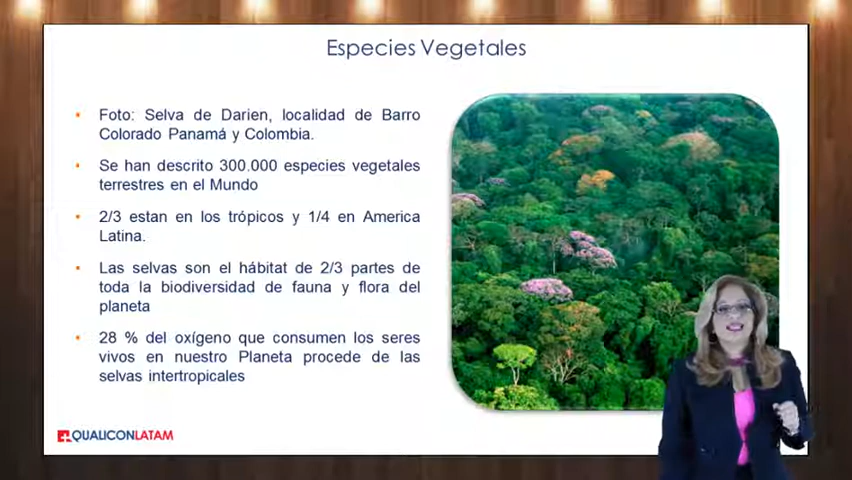 Especies Vegetales
Foto: Selva de Darien, localidad de Barro
Colorado Panamá y Colombia.
Se han descrito 300.000 especies vegetales
terrestres en el Mundo
2/3 estan en los trópicos y 1/4 en America
Latina.
Las selvas son el hábitat de 2/3 partes de
toda la biodiversidad de fauna y flora del
planeta
28 % del oxígeno que consumen los seres
vivos en nuestro Planeta procede de las
selvas intertropicales
QUALICONLATAM